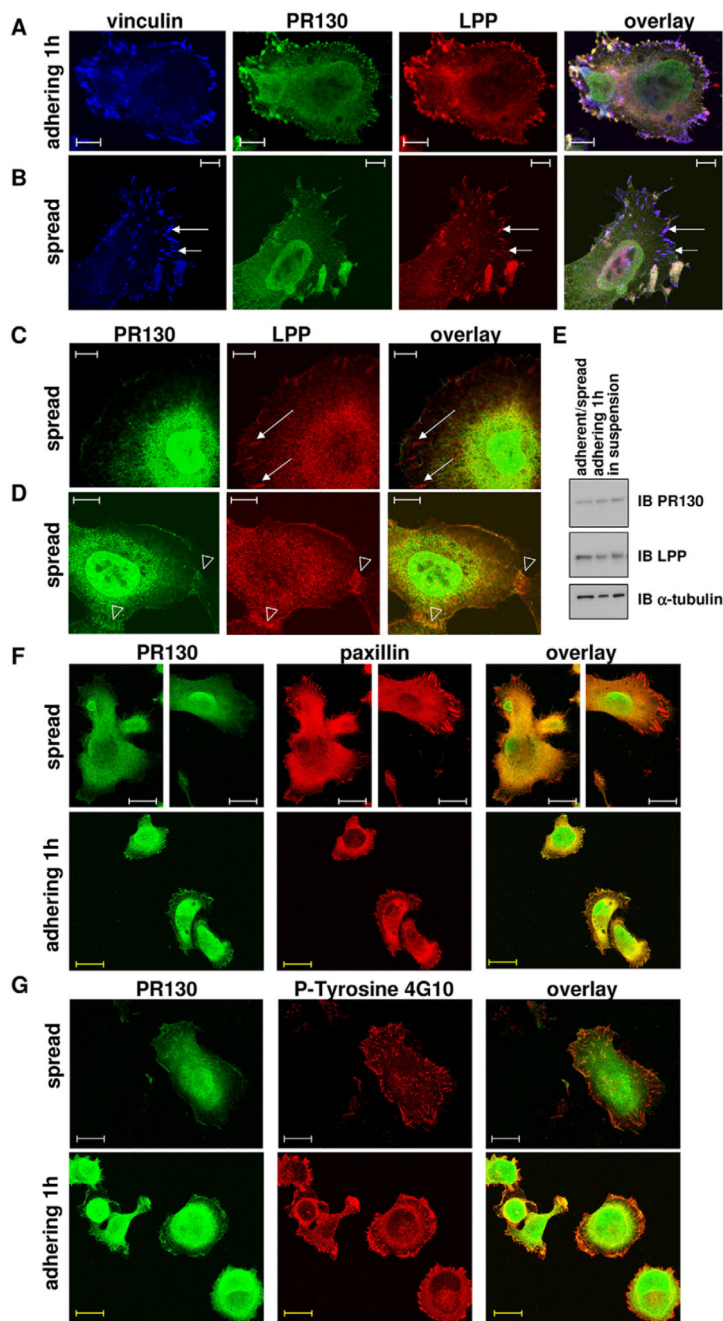 A
vinculin PR130 LPP overlay
adhering 1h
B
spread
C
PR130 LPP overlay
spread
D
spread
E
adherent/spread
adhering 1h
in suspension
IB PR130
IB LPP
IB α-tubulin
F
PR130 paxillin overlay
spread
adhering 1h
G
PR130 P-Tyrosine 4G10 overlay
spread
adhering 1h